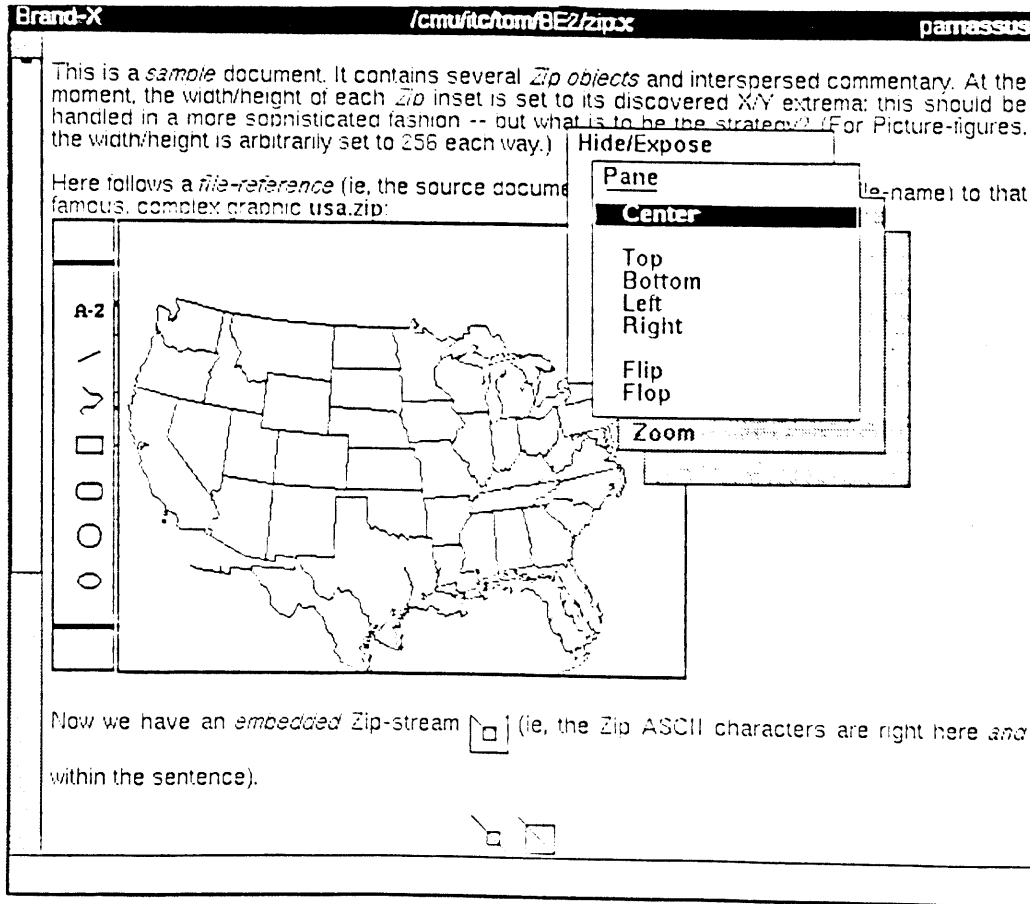 Brand-X /cmu/itc/tom/BE2/zip.x parnassus
This is a sample document. It contains several Zip objects and interspersed commentary. At the
moment, the width/height of each Zip inset is set to its discovered X/Y extrema: this should be
handled in a more sophisticated fashion -- but what is to be the strategy? (For Picture-figures,
the width/height is arbitrarily set to 256 each way.)
Hide/Expose
Pane
Center
Top
Bottom
Left
Right
Flip
Flop
Zoom
Here follows a file-reference (ie, the source docume le-name) to that
famous, complex graphic usa.zip:
A-2
Now we have an embedded Zip-stream (ie, the Zip ASCII characters are right here and
within the sentence).